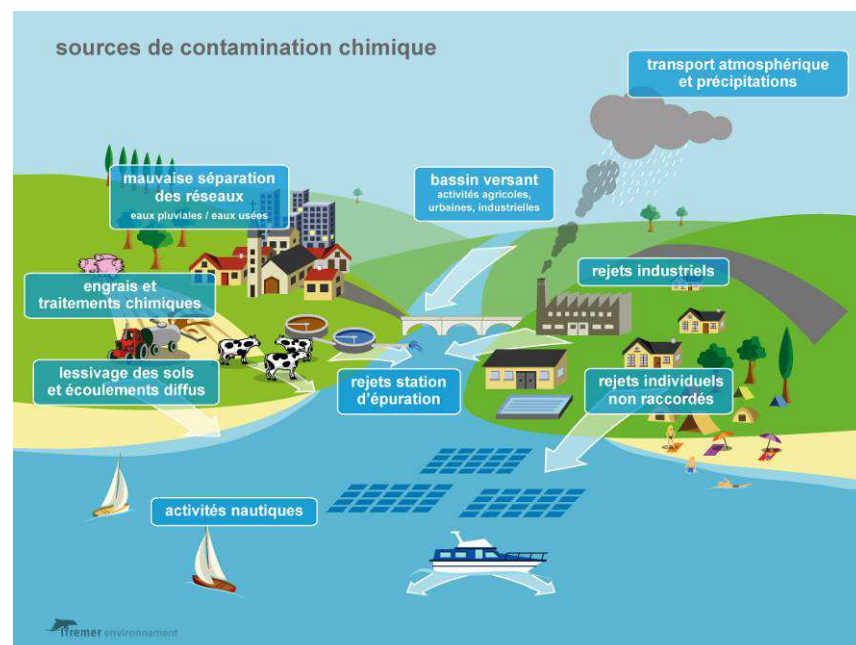 sources de contamination chimique
transport atmosphérique
et précipitations
mauvaise séparation
des réseaux
eaux pluviales / eaux usées
bassin versant
activités agricoles,
urbaines, industrielles
engrais et
traitements chimiques
rejets industriels
lessivage des sols
et écoulements diffus
rejets station
d'épuration
rejets individuels
non raccordés
activités nautiques
ifremer environnement